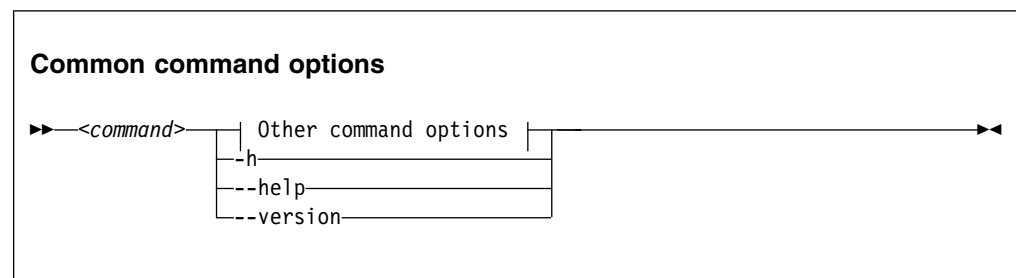 Common command options
<command> Other command options
-h
--help
--version